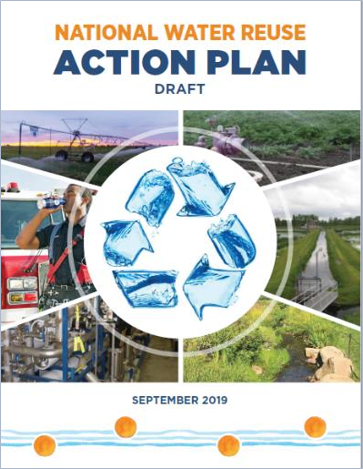 NATIONAL WATER REUSE
ACTION PLAN
DRAFT
SEPTEMBER 2019